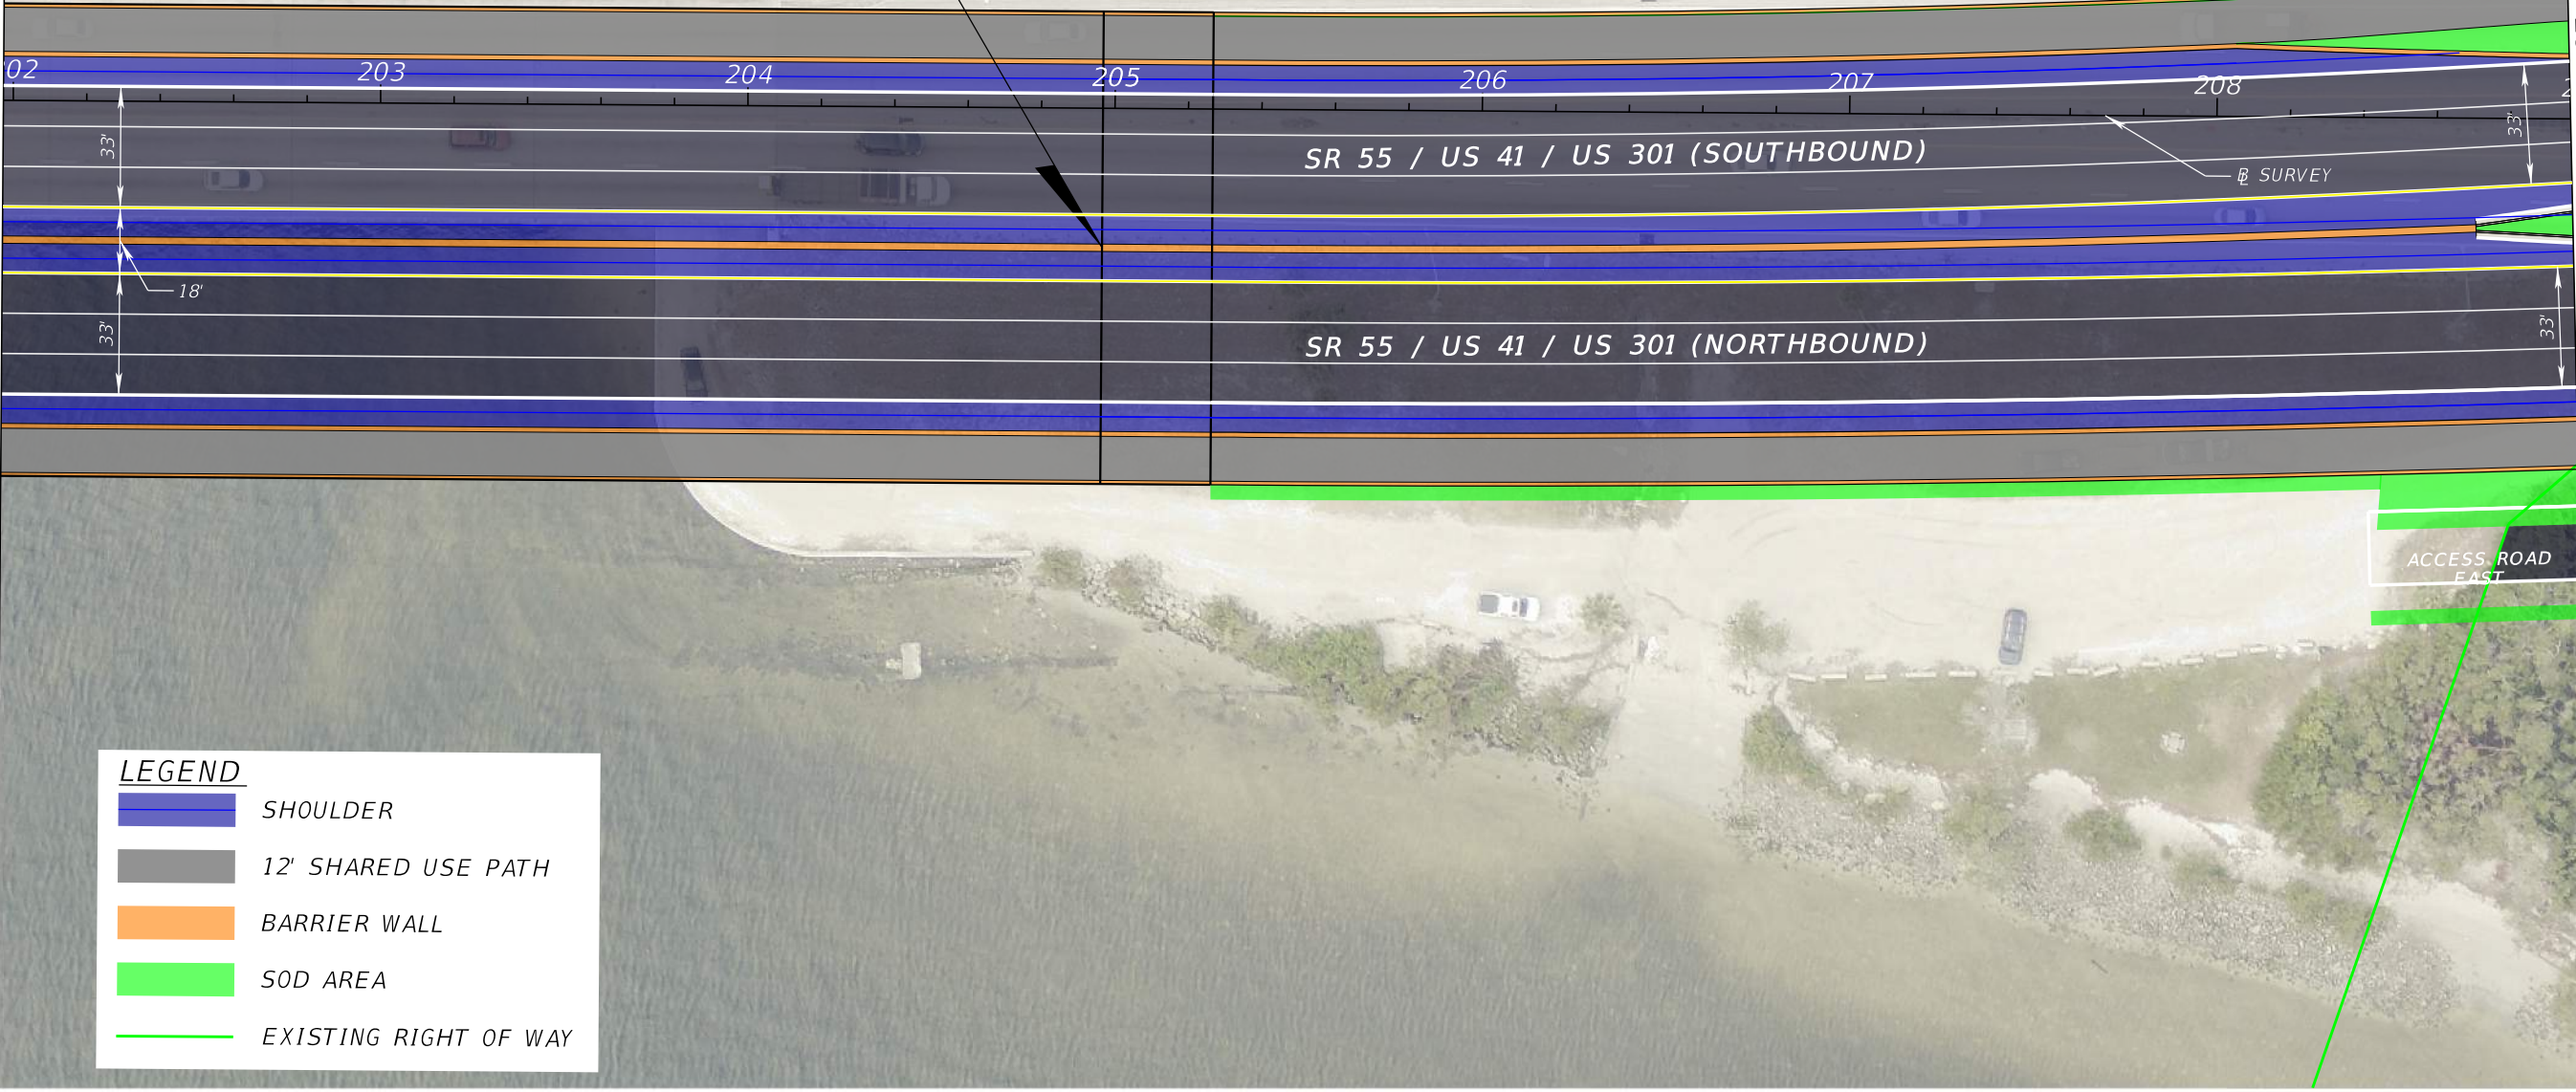 02
203
204
205
206
207
208
2
33'
33'
SR 55 / US 41 / US 301 (SOUTHBOUND)
B̵L SURVEY
18'
33'
33'
SR 55 / US 41 / US 301 (NORTHBOUND)
ACCESS ROAD
EAST
LEGEND
SHOULDER
12' SHARED USE PATH
BARRIER WALL
SOD AREA
EXISTING RIGHT OF WAY